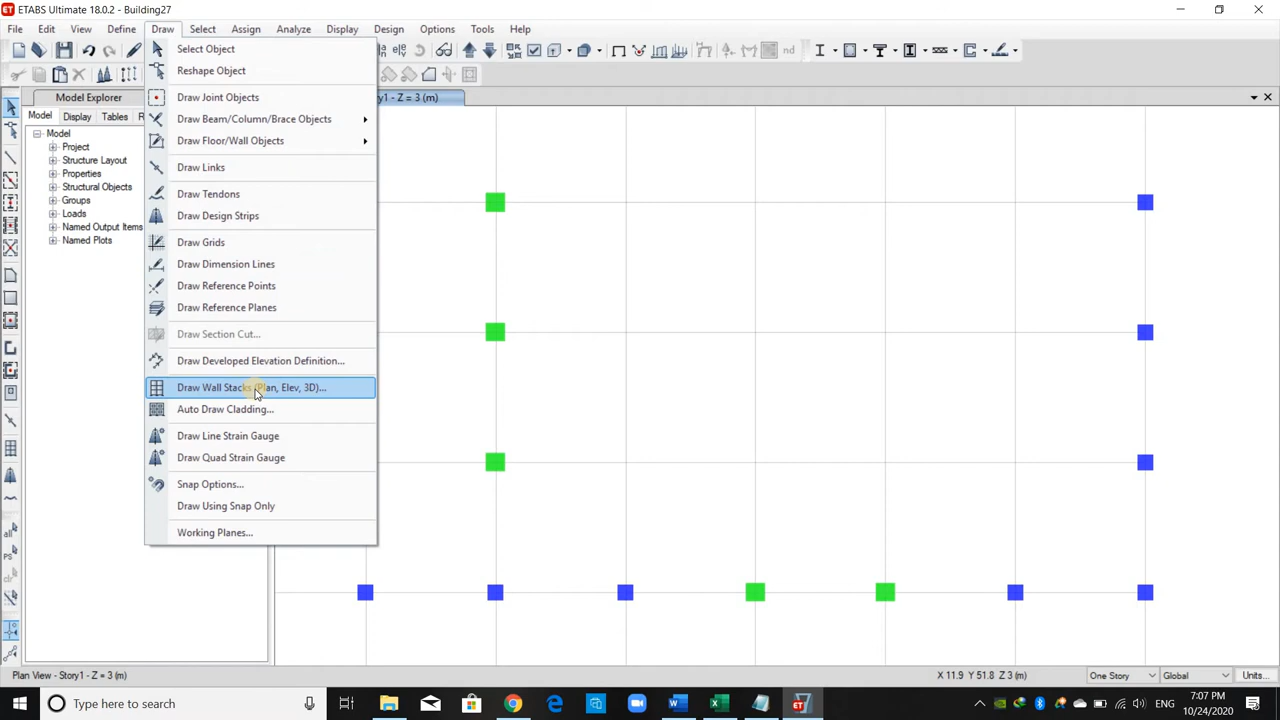 ETABS Ultimate 18.0.2 - Building27
File Edit View Define Draw Select Assign Analyze Display Design Options Tools Help
nd
Model Explorer
y1 - Z = 3 (m)
Model Display Tables R
Model
Project
Structure Layout
Properties
Structural Objects
Groups
Loads
Named Output Items
Named Plots
Select Object
Reshape Object
Draw Joint Objects
Draw Beam/Column/Brace Objects
Draw Floor/Wall Objects
Draw Links
Draw Tendons
Draw Design Strips
Draw Grids
Draw Dimension Lines
Draw Reference Points
Draw Reference Planes
Draw Section Cut...
Draw Developed Elevation Definition...
Draw Wall Stacks (Plan, Elev, 3D)...
Auto Draw Cladding...
Draw Line Strain Gauge
Draw Quad Strain Gauge
Snap Options...
Draw Using Snap Only
Working Planes...
all
PS
clr
Plan View - Story1 - Z = 3 (m)
X 11.9 Y 51.8 Z 3 (m)
One Story
Global
Units...
Type here to search
7:07 PM
10/24/2020